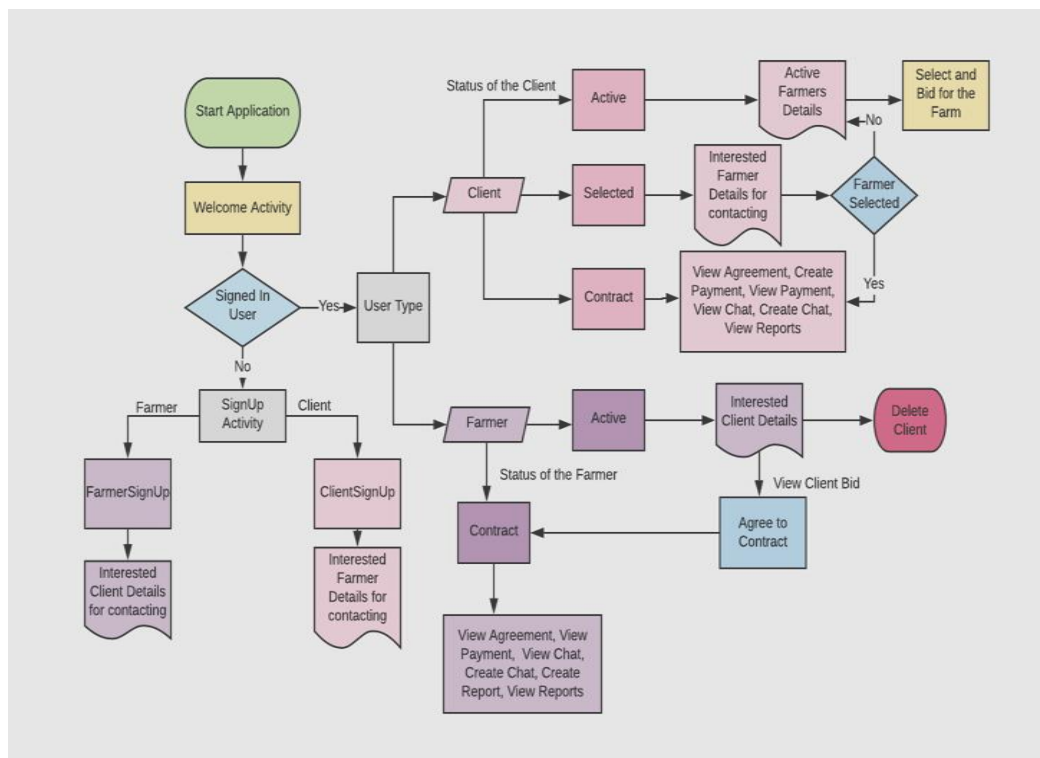 Start Application
Welcome Activity
Signed In
User
Yes
No
User Type
SignUp
Activity
Farmer
Client
FarmerSignUp
ClientSignUp
Interested
Client Details
for contacting
Interested
Farmer
Details for
contacting
Status of the Client
Client
Active
Active
Farmers
Details
Select and
Bid for the
Farm
No
Selected
Interested
Farmer
Details for
contacting
Farmer
Selected
Yes
Contract
View Agreement, Create
Payment, View Payment,
View Chat, Create Chat,
View Reports
Farmer
Active
Interested
Client Details
Delete
Client
Status of the Farmer
View Client Bid
Contract
Agree to
Contract
View Agreement, View
Payment, View Chat,
Create Chat, Create
Report, View Reports